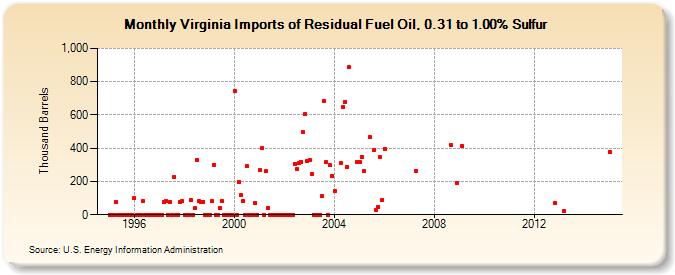 Monthly Virginia Imports of Residual Fuel Oil, 0.31 to 1.00% Sulfur
Thousand Barrels
1,000
800
600
400
200
0
1996 2000 2004 2008 2012
Source: U.S. Energy Information Administration